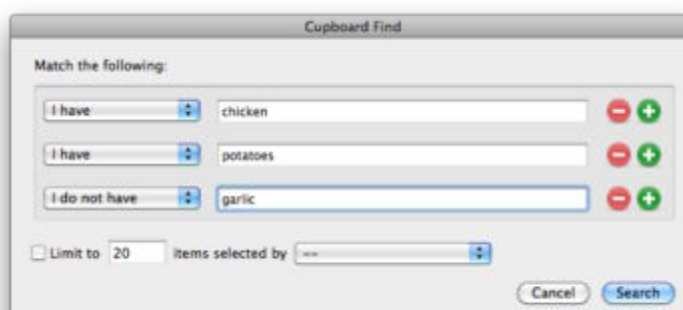 Cupboard Find
Match the following:
I have chicken
I have potatoes
I do not have garlic
Limit to 20 items selected by --
Cancel Search